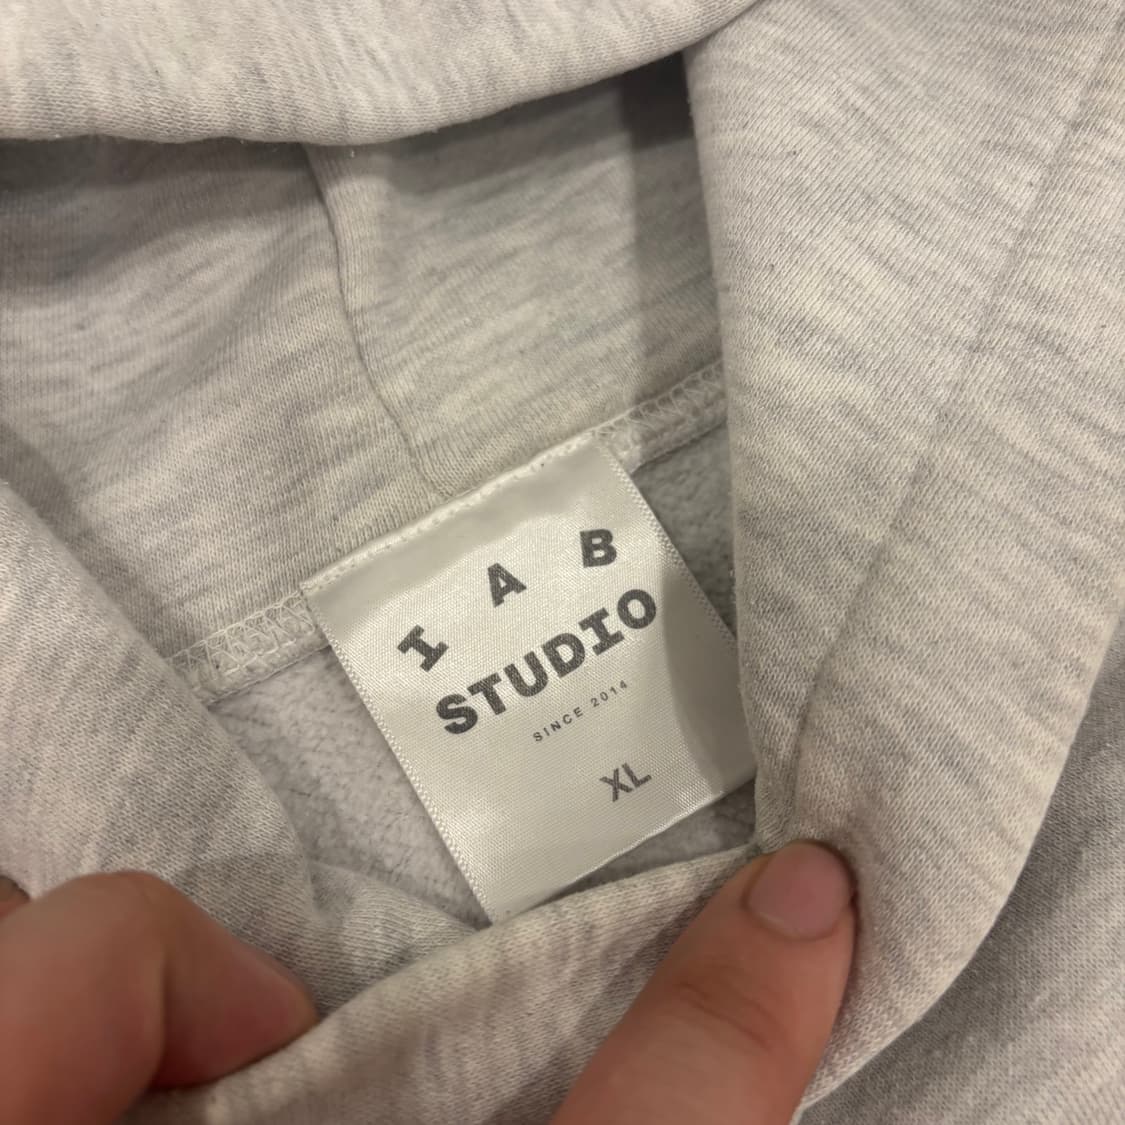 I A B
STUDIO
SINCE 2014
XL